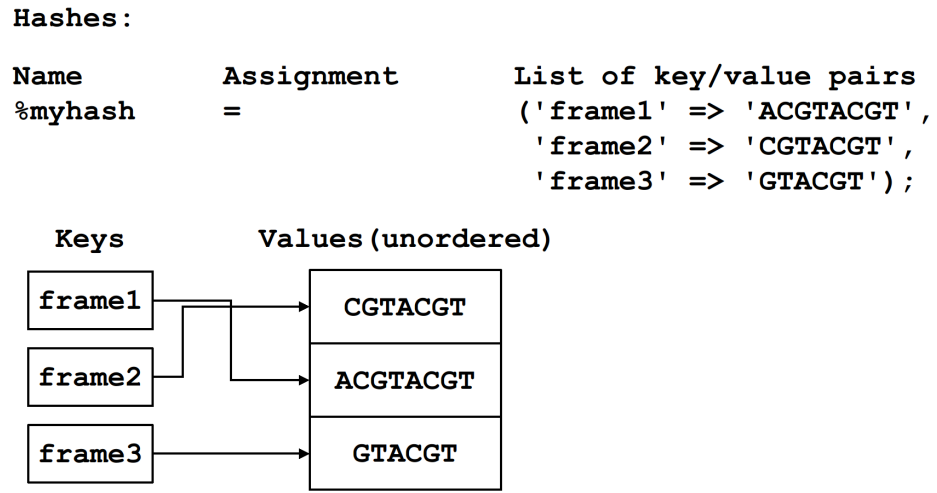 Hashes:
Name Assignment List of key/value pairs
%myhash = ('frame1' => 'ACGTACGT',
'frame2' => 'CGTACGT',
'frame3' => 'GTACGT');
Keys Values(unordered)
frame1 CGTACGT
frame2 ACGTACGT
frame3 GTACGT